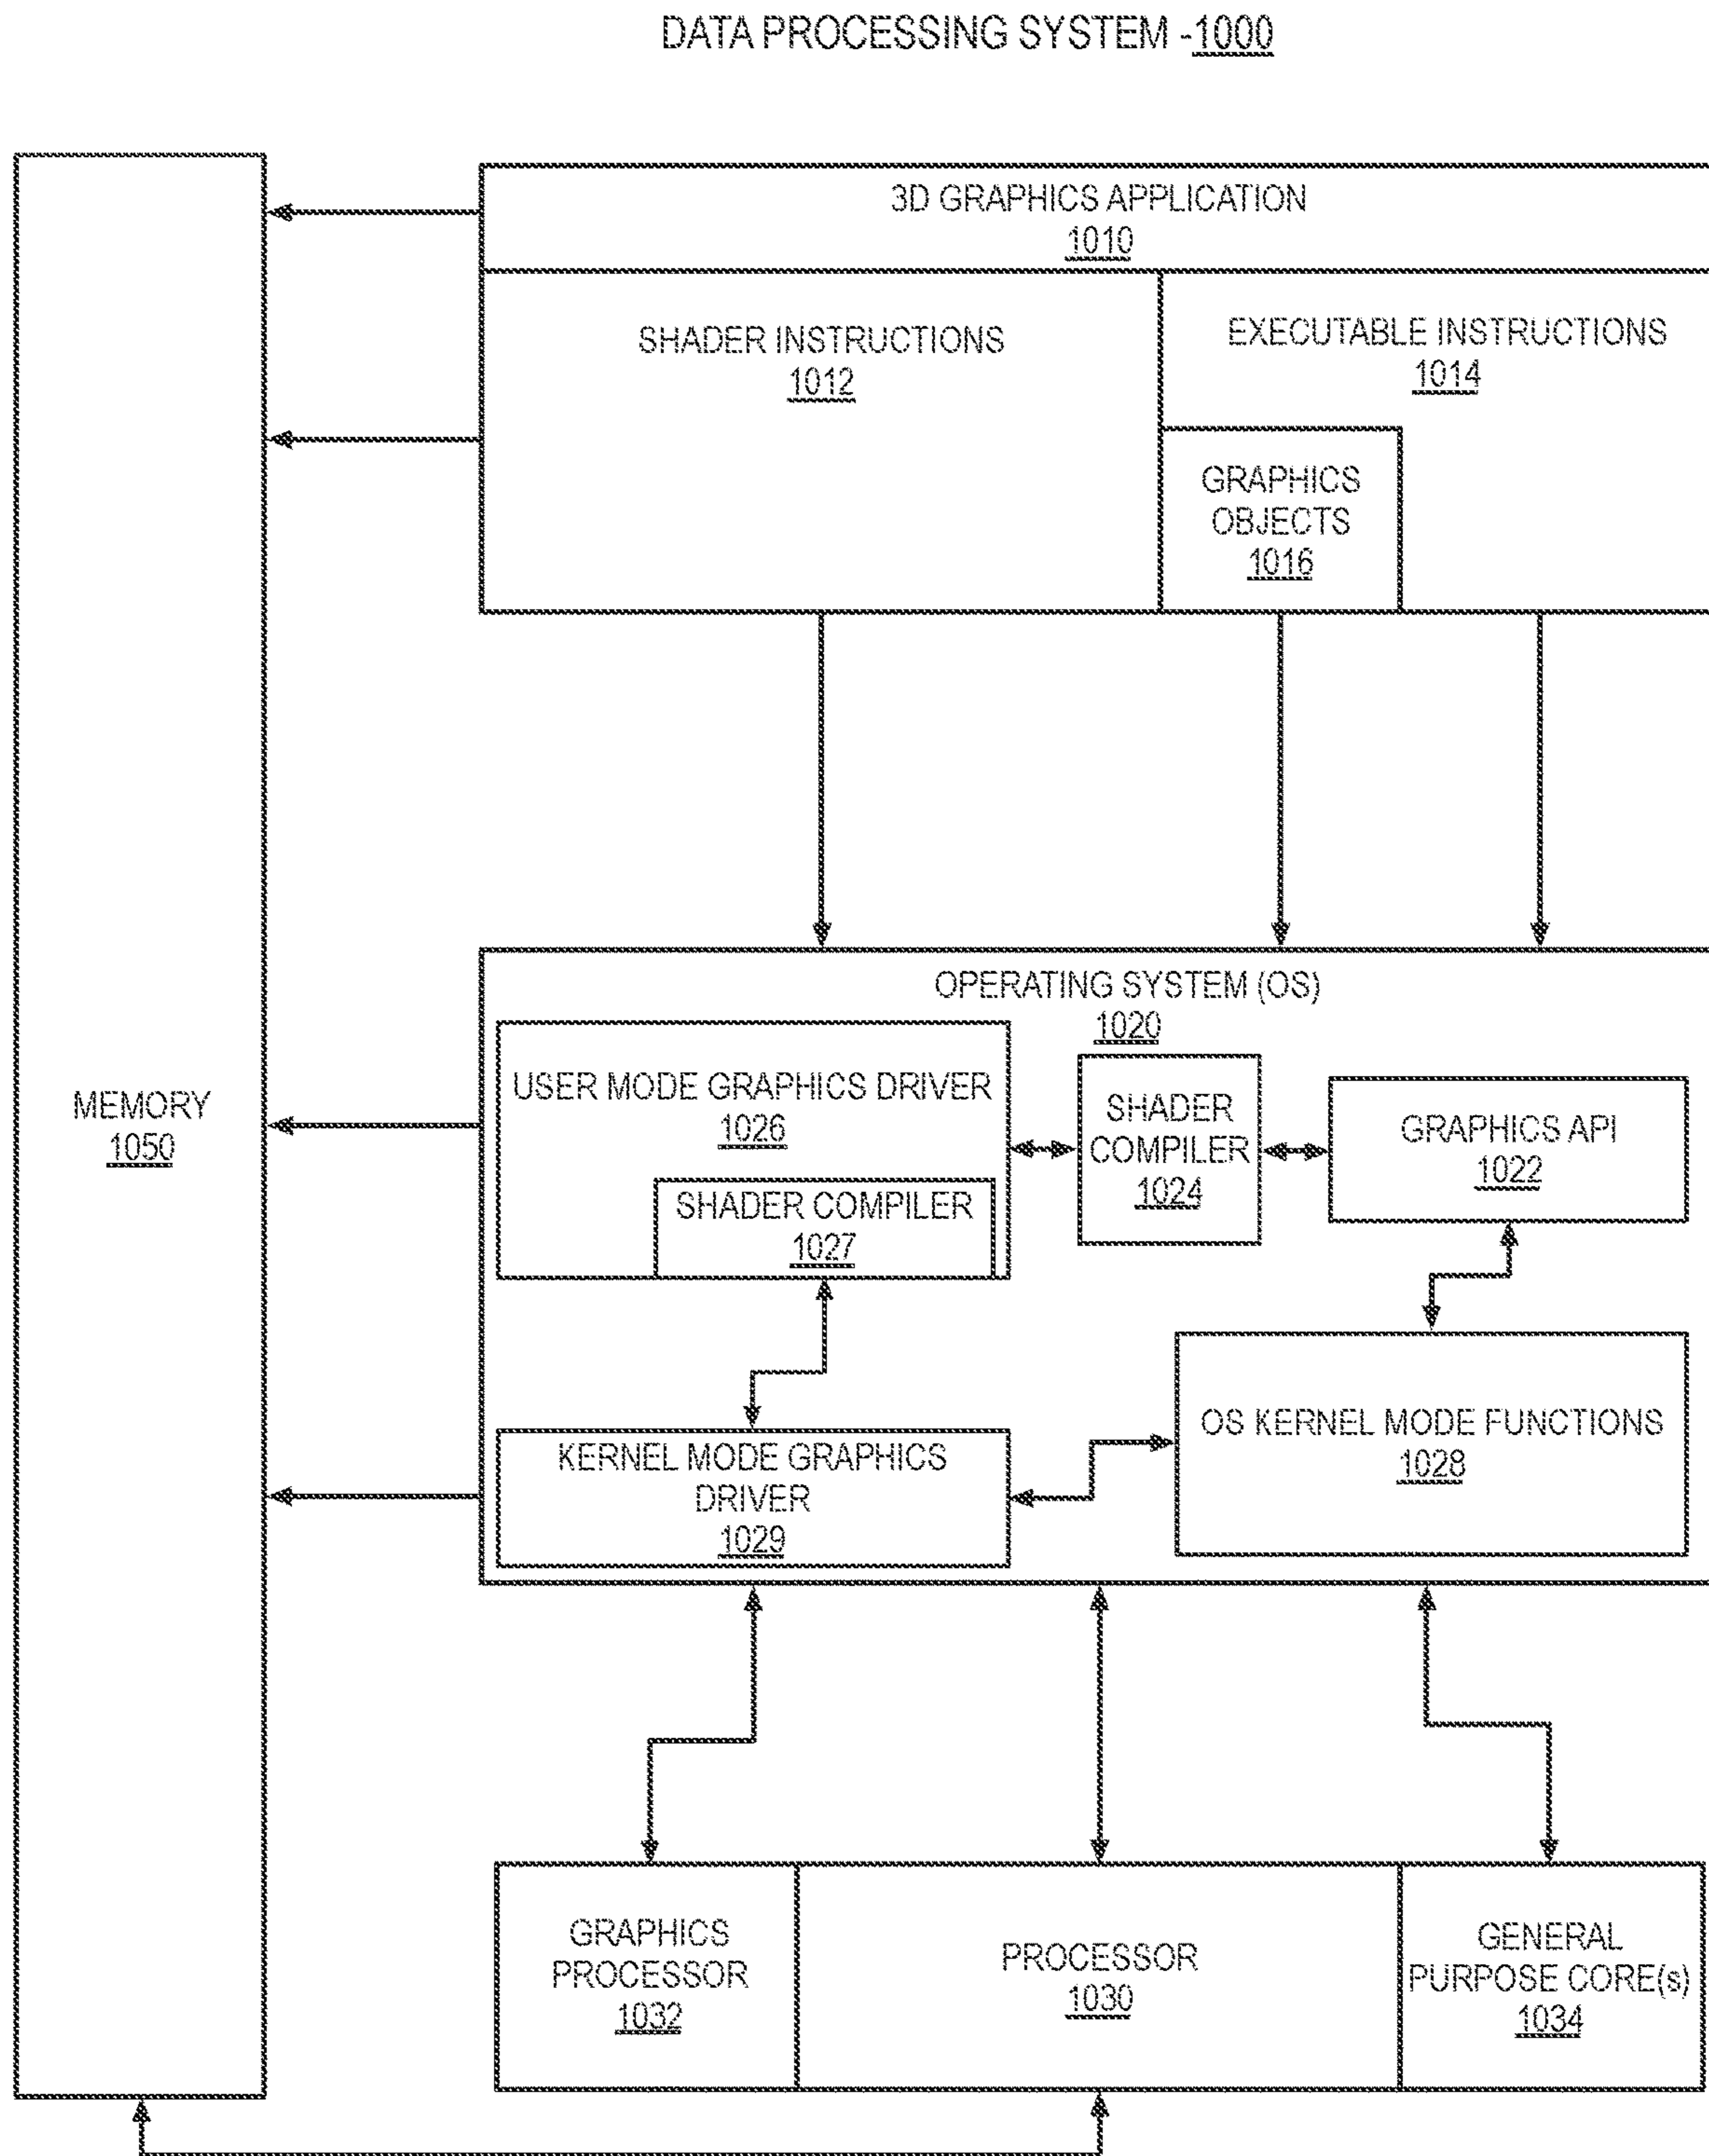 DATA PROCESSING SYSTEM -1000
3D GRAPHICS APPLICATION
1010
SHADER INSTRUCTIONS
1012
EXECUTABLE INSTRUCTIONS
1014
GRAPHICS
OBJECTS
1016
OPERATING SYSTEM (OS)
1020
USER MODE GRAPHICS DRIVER
1026
SHADER COMPILER
1027
SHADER
COMPILER
1024
GRAPHICS API
1022
MEMORY
1050
KERNEL MODE GRAPHICS
DRIVER
1029
OS KERNEL MODE FUNCTIONS
1028
GRAPHICS
PROCESSOR
1032
PROCESSOR
1030
GENERAL
PURPOSE CORE(s)
1034